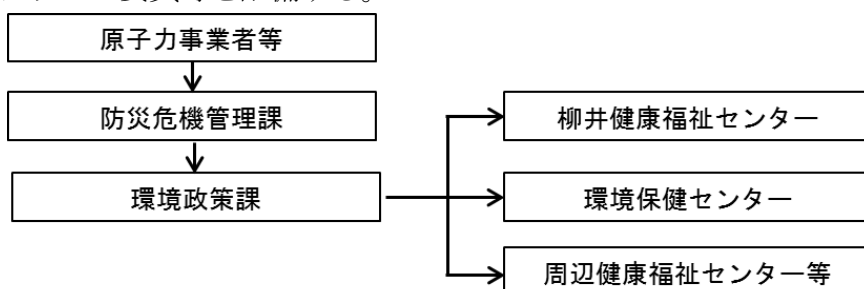 原子力事業者等
防災危機管理課
環境政策課
柳井健康福祉センター
環境保健センター
周辺健康福祉センター等